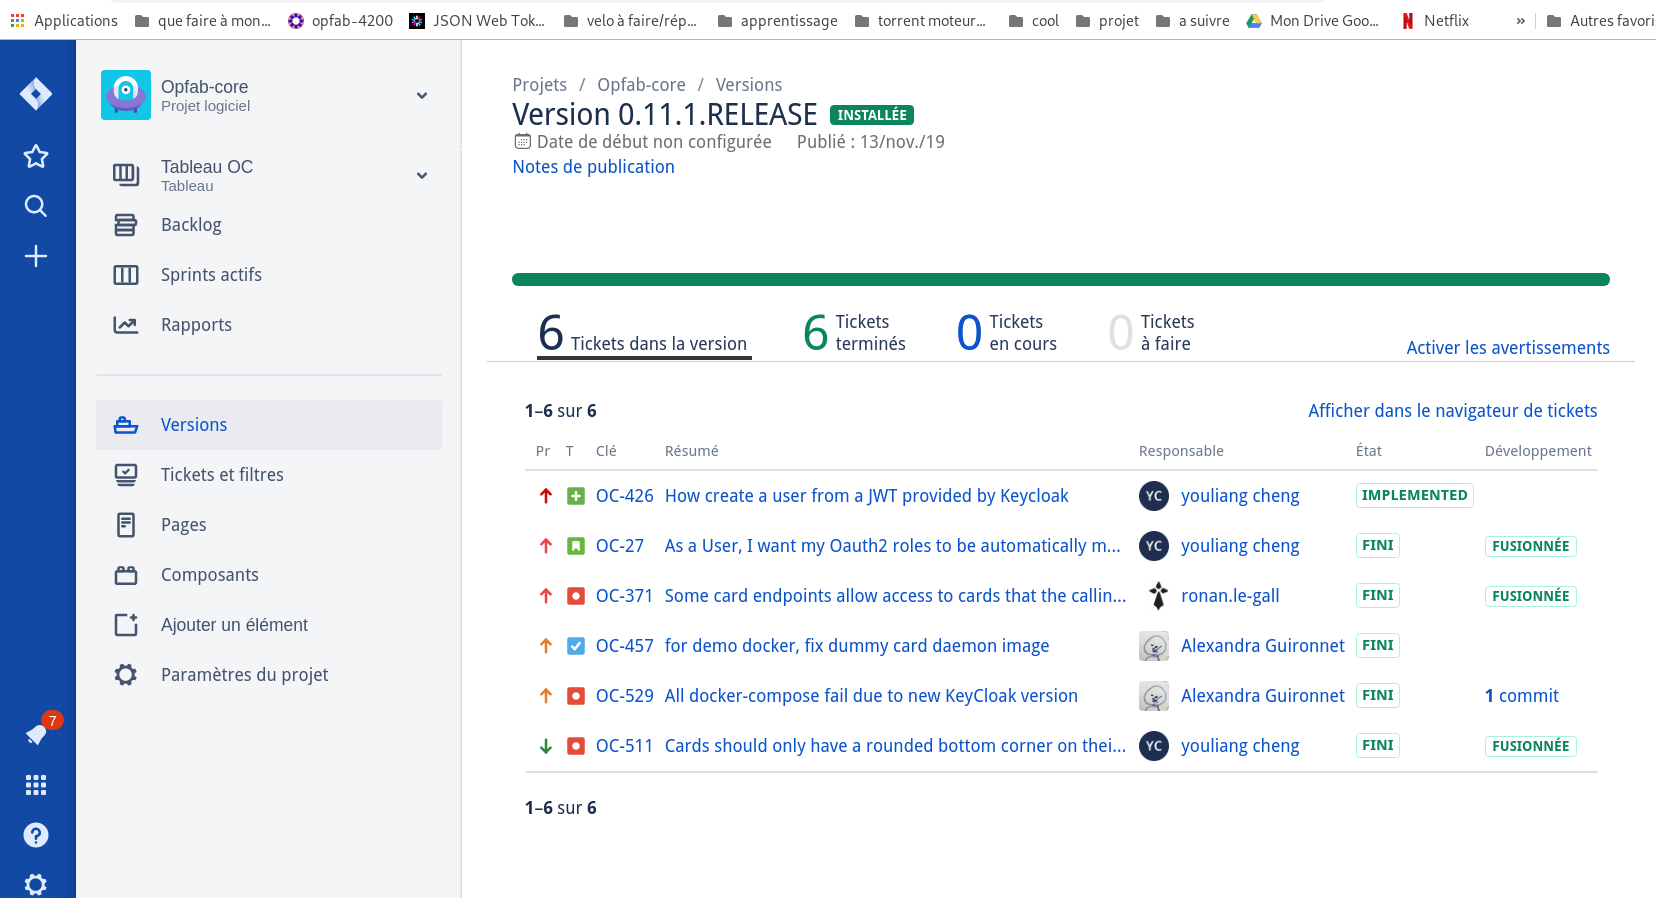 Applications que faire à mon... opfab-4200 JSON Web Tok... velo à faire/rép... apprentissage torrent moteur... cool projet a suivre Mon Drive Goo... Netflix » Autres favoris
Opfab-core
Projet logiciel
Tableau OC
Tableau
Backlog
Sprints actifs
Rapports
Versions
Tickets et filtres
Pages
Composants
Ajouter un élément
Paramètres du projet
7
Projets / Opfab-core / Versions
Version 0.11.1.RELEASE INSTALLÉE
Date de début non configurée Publié : 13/nov./19
Notes de publication
6 Tickets dans la version
6 Tickets terminés
0 Tickets en cours
0 Tickets à faire
Activer les avertissements
1–6 sur 6 Afficher dans le navigateur de tickets
Pr T Clé Résumé Responsable État Développement
OC-426 How create a user from a JWT provided by Keycloak YC youliang cheng IMPLEMENTED
OC-27 As a User, I want my Oauth2 roles to be automatically m... YC youliang cheng FINI FUSIONNÉE
OC-371 Some card endpoints allow access to cards that the callin... ronan.le-gall FINI FUSIONNÉE
OC-457 for demo docker, fix dummy card daemon image Alexandra Guironnet FINI
OC-529 All docker-compose fail due to new KeyCloak version Alexandra Guironnet FINI 1 commit
OC-511 Cards should only have a rounded bottom corner on thei... YC youliang cheng FINI FUSIONNÉE
1–6 sur 6